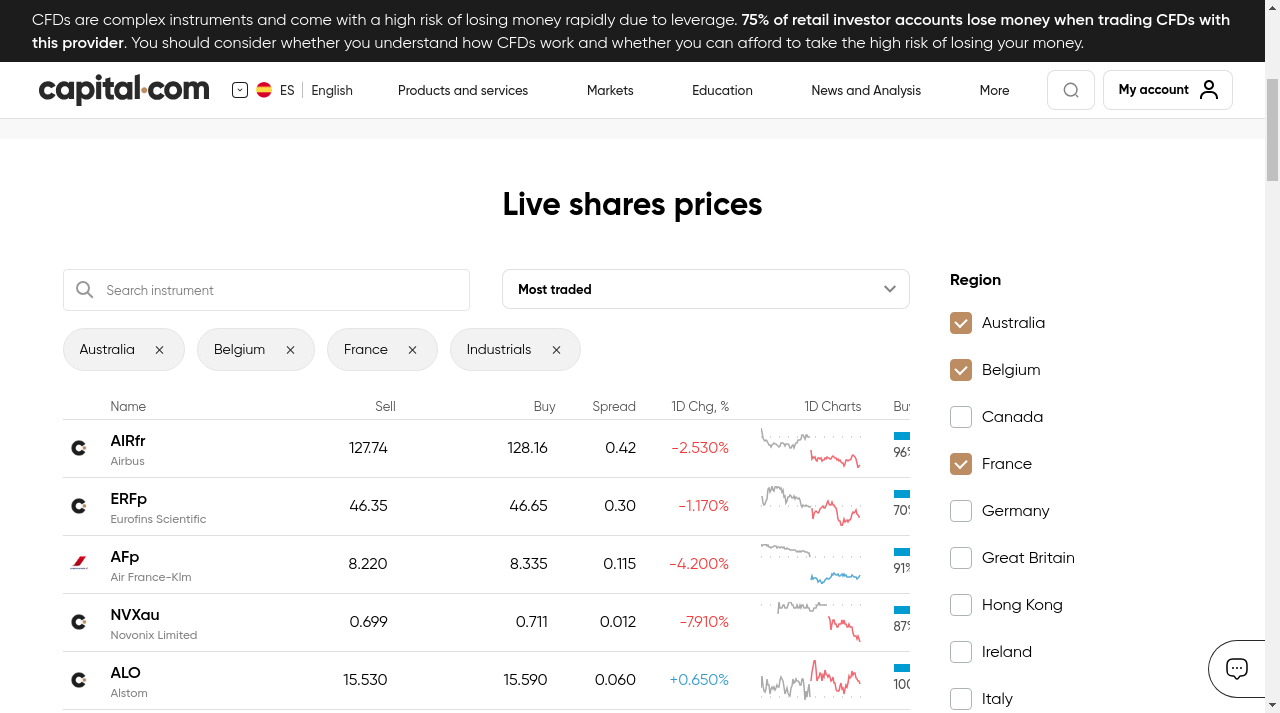 CFDs are complex instruments and come with a high risk of losing money rapidly due to leverage. 75% of retail investor accounts lose money when trading CFDs with
this provider. You should consider whether you understand how CFDs work and whether you can afford to take the high risk of losing your money.
capital.com
ES English Products and services Markets Education News and Analysis More My account
Live shares prices
Search instrument
Most traded
Australia Belgium France Industrials
Name Sell Buy Spread 1D Chg, % 1D Charts
AIRfr 127.74 128.16 0.42 -2.530% 96%
Airbus
ERFp 46.35 46.65 0.30 -1.170% 70%
Eurofins Scientific
AFp 8.220 8.335 0.115 -4.200% 91%
Air France-Klm
NVXau 0.699 0.711 0.012 -7.910% 87%
Novonix Limited
ALO 15.530 15.590 0.060 +0.650% 100
Alstom
Region
Australia
Belgium
Canada
France
Germany
Great Britain
Hong Kong
Ireland
Italy